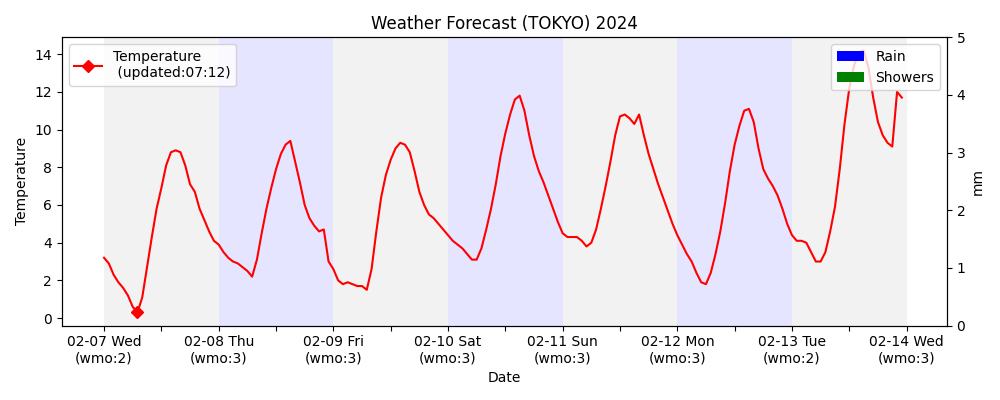 Weather Forecast (TOKYO) 2024
Temperature
(updated:07:12)
Rain
Showers
14
12
10
8
6
4
2
0
Temperature
5
4
3
2
1
0
mm
02-07 Wed
(wmo:2)
02-08 Thu
(wmo:3)
02-09 Fri
(wmo:3)
02-10 Sat
(wmo:3)
02-11 Sun
(wmo:3)
02-12 Mon
(wmo:3)
02-13 Tue
(wmo:2)
02-14 Wed
(wmo:3)
Date